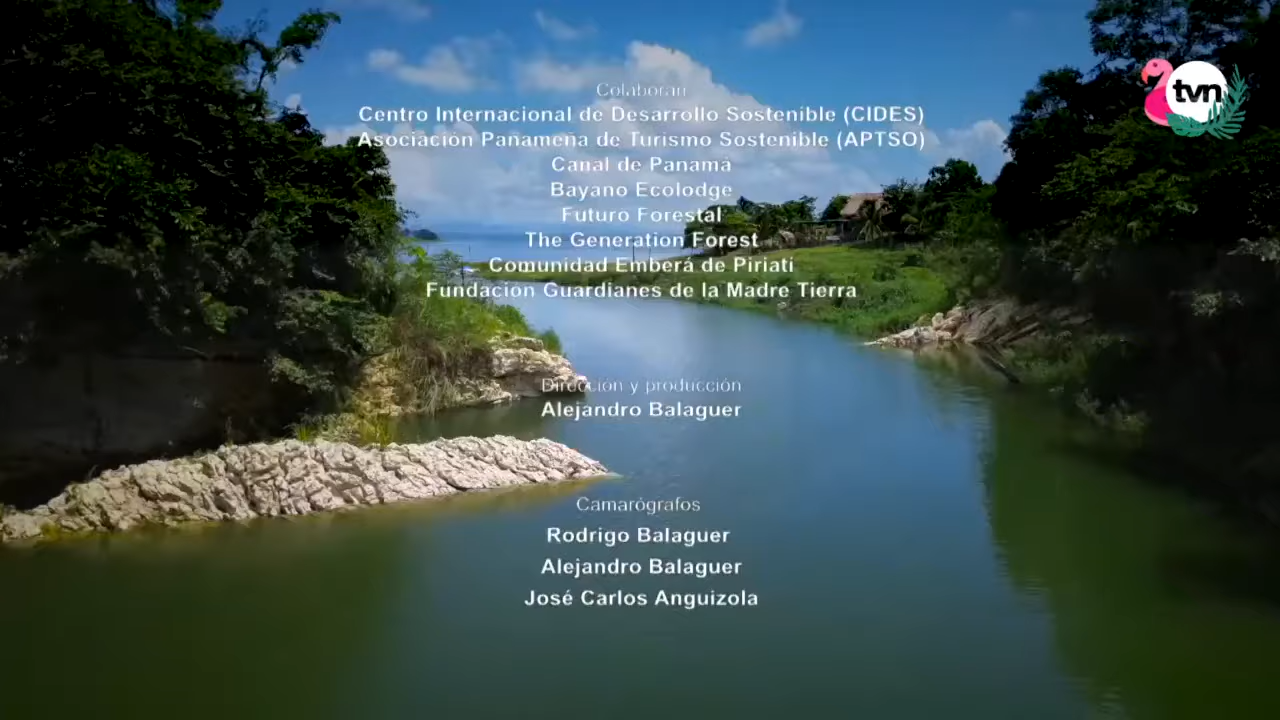 tvn
Colaboran
Centro Internacional de Desarrollo Sostenible (CIDES)
Asociación Panameña de Turismo Sostenible (APTSO)
Canal de Panamá
Bayano Ecolodge
Futuro Forestal
The Generation Forest
Comunidad Emberá de Piriatí
Fundación Guardianes de la Madre Tierra
Dirección y producción
Alejandro Balaguer
Camarógrafos
Rodrigo Balaguer
Alejandro Balaguer
José Carlos Anguizola